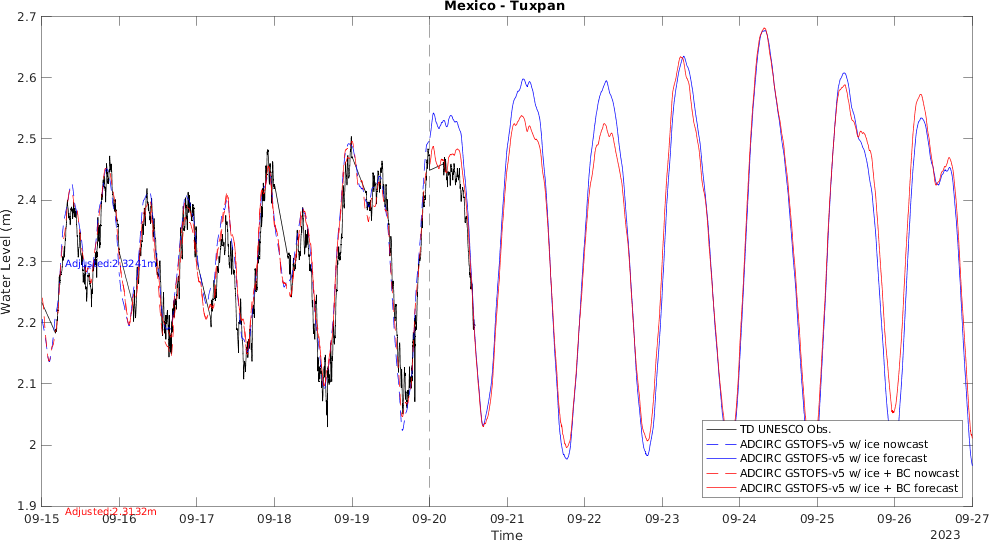 Mexico - Tuxpan
2.7
2.6
2.5
2.4
2.3
2.2
2.1
2
1.9
Water Level (m)
Adjusted:2.3241m
Adjusted:2.3132m
TD UNESCO Obs.
ADCIRC GSTOFS-v5 w/ ice nowcast
ADCIRC GSTOFS-v5 w/ ice forecast
ADCIRC GSTOFS-v5 w/ ice + BC nowcast
ADCIRC GSTOFS-v5 w/ ice + BC forecast
09-15 09-16 09-17 09-18 09-19 09-20 09-21 09-22 09-23 09-24 09-25 09-26 09-27
Time
2023